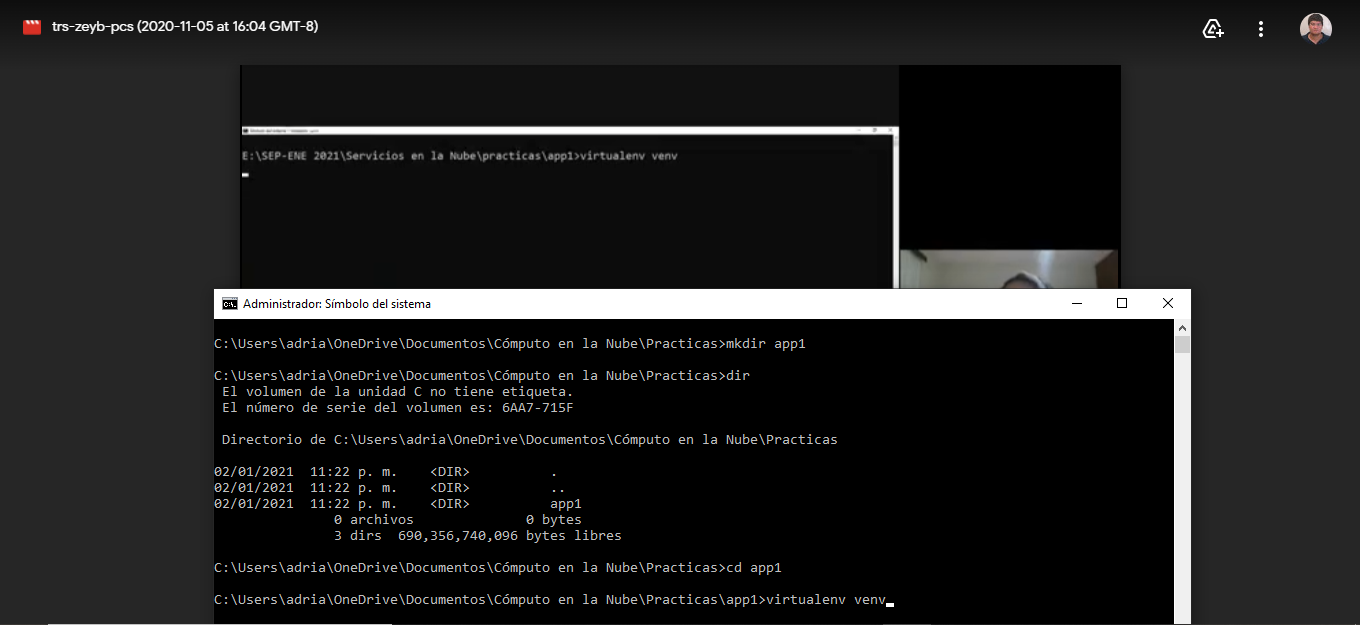 trs-zeyb-pcs (2020-11-05 at 16:04 GMT-8)
E:\SEP-ENE 2021\Servicios en la Nube\practicas\app1>virtualenv venv
Administrador: Símbolo del sistema
C:\Users\adria\OneDrive\Documentos\Cómputo en la Nube\Practicas>mkdir app1
C:\Users\adria\OneDrive\Documentos\Cómputo en la Nube\Practicas>dir
El volumen de la unidad C no tiene etiqueta.
El número de serie del volumen es: 6AA7-715F
Directorio de C:\Users\adria\OneDrive\Documentos\Cómputo en la Nube\Practicas
02/01/2021  11:22 p. m.    <DIR>          .
02/01/2021  11:22 p. m.    <DIR>          ..
02/01/2021  11:22 p. m.    <DIR>          app1
0 archivos              0 bytes
3 dirs  690,356,740,096 bytes libres
C:\Users\adria\OneDrive\Documentos\Cómputo en la Nube\Practicas>cd app1
C:\Users\adria\OneDrive\Documentos\Cómputo en la Nube\Practicas\app1>virtualenv venv